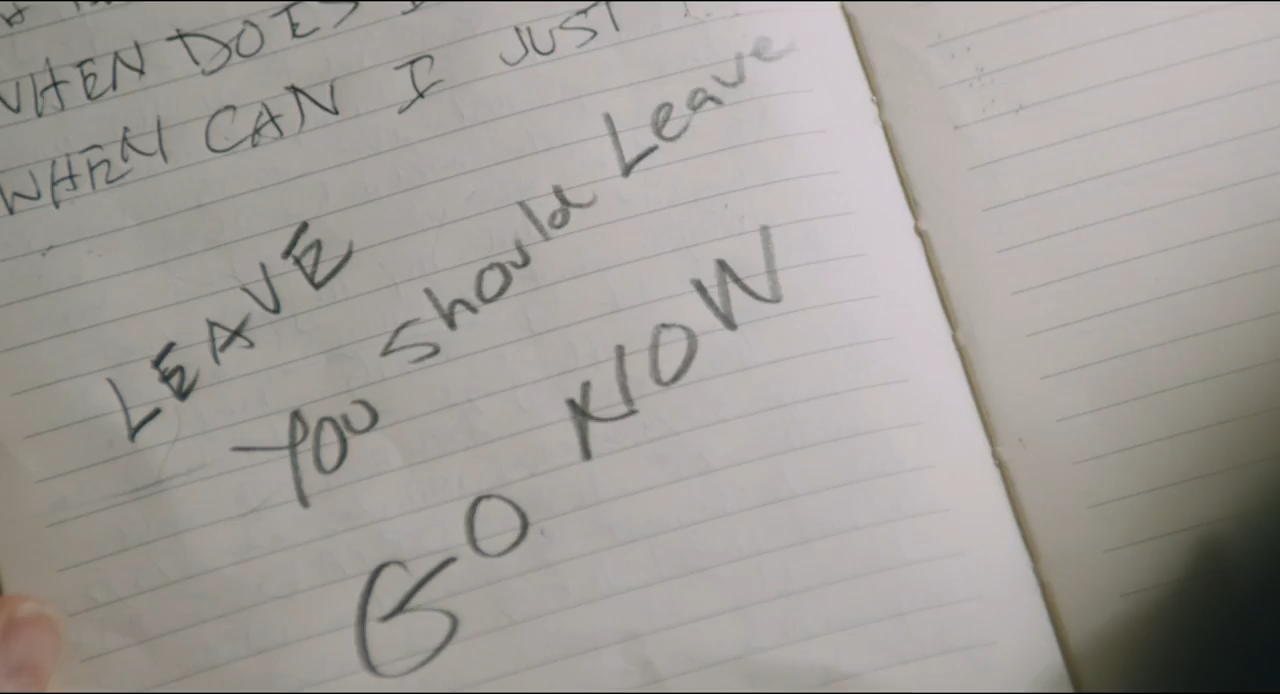 WHEN DOES
WHEN CAN I JUST
LEAVE
You should Leave
GO NOW